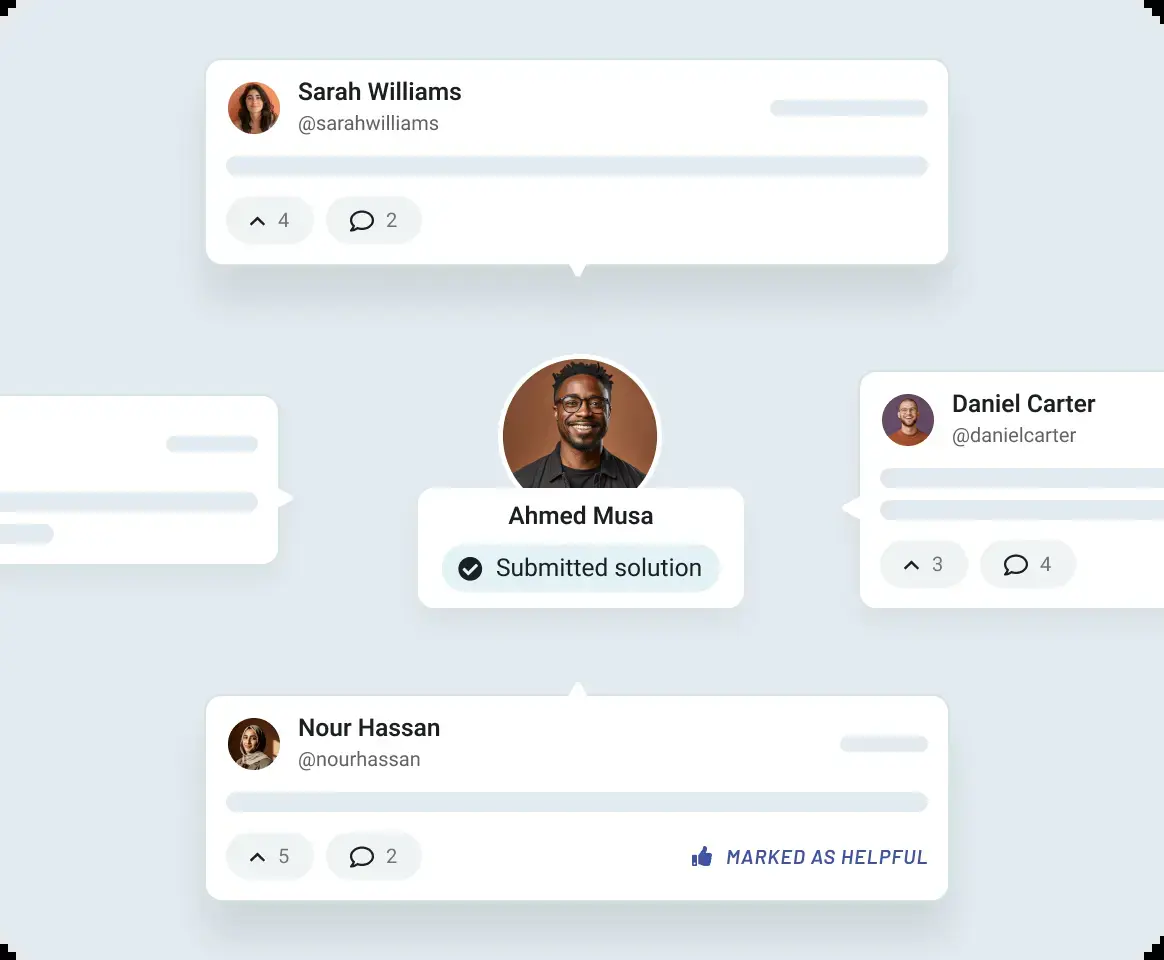 Sarah Williams
@sarahwilliams
4 2
Ahmed Musa
Submitted solution
Daniel Carter
@danielcarter
3 4
Nour Hassan
@nourhassan
5 2 MARKED AS HELPFUL